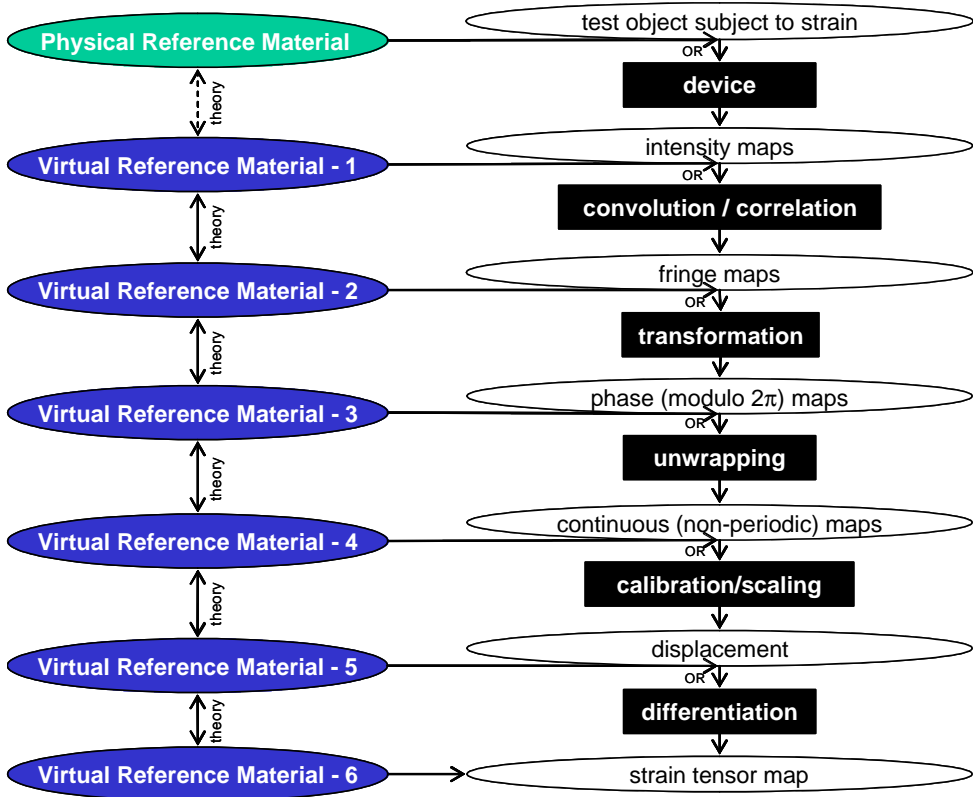 test object subject to strain
Physical Reference Material
OR
device
theory
intensity maps
Virtual Reference Material - 1
OR
convolution / correlation
theory
fringe maps
Virtual Reference Material - 2
OR
transformation
theory
phase (modulo 2π) maps
Virtual Reference Material - 3
OR
unwrapping
theory
continuous (non-periodic) maps
Virtual Reference Material - 4
OR
calibration/scaling
theory
displacement
Virtual Reference Material - 5
OR
differentiation
theory
Virtual Reference Material - 6
strain tensor map